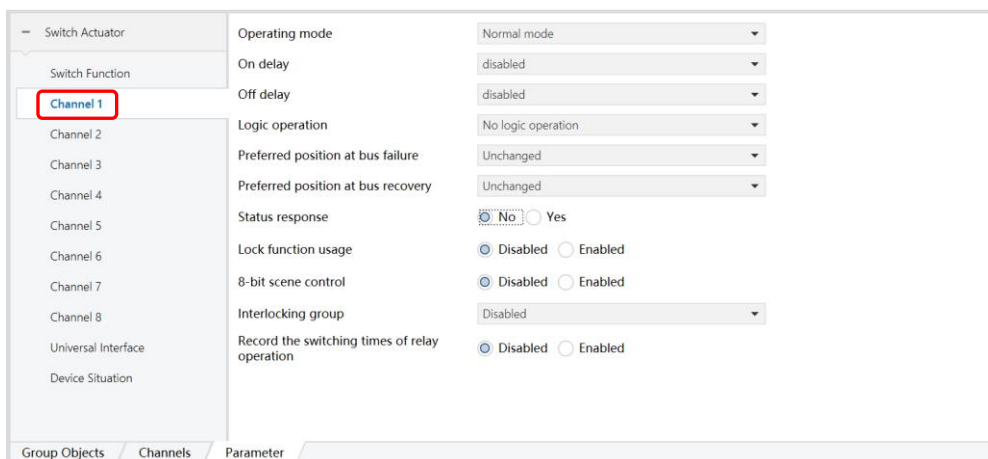 − Switch Actuator
Switch Function
Channel 1
Channel 2
Channel 3
Channel 4
Channel 5
Channel 6
Channel 7
Channel 8
Universal Interface
Device Situation
Operating mode Normal mode
On delay disabled
Off delay disabled
Logic operation No logic operation
Preferred position at bus failure Unchanged
Preferred position at bus recovery Unchanged
Status response No Yes
Lock function usage Disabled Enabled
8-bit scene control Disabled Enabled
Interlocking group Disabled
Record the switching times of relay
operation Disabled Enabled
Group Objects Channels Parameter